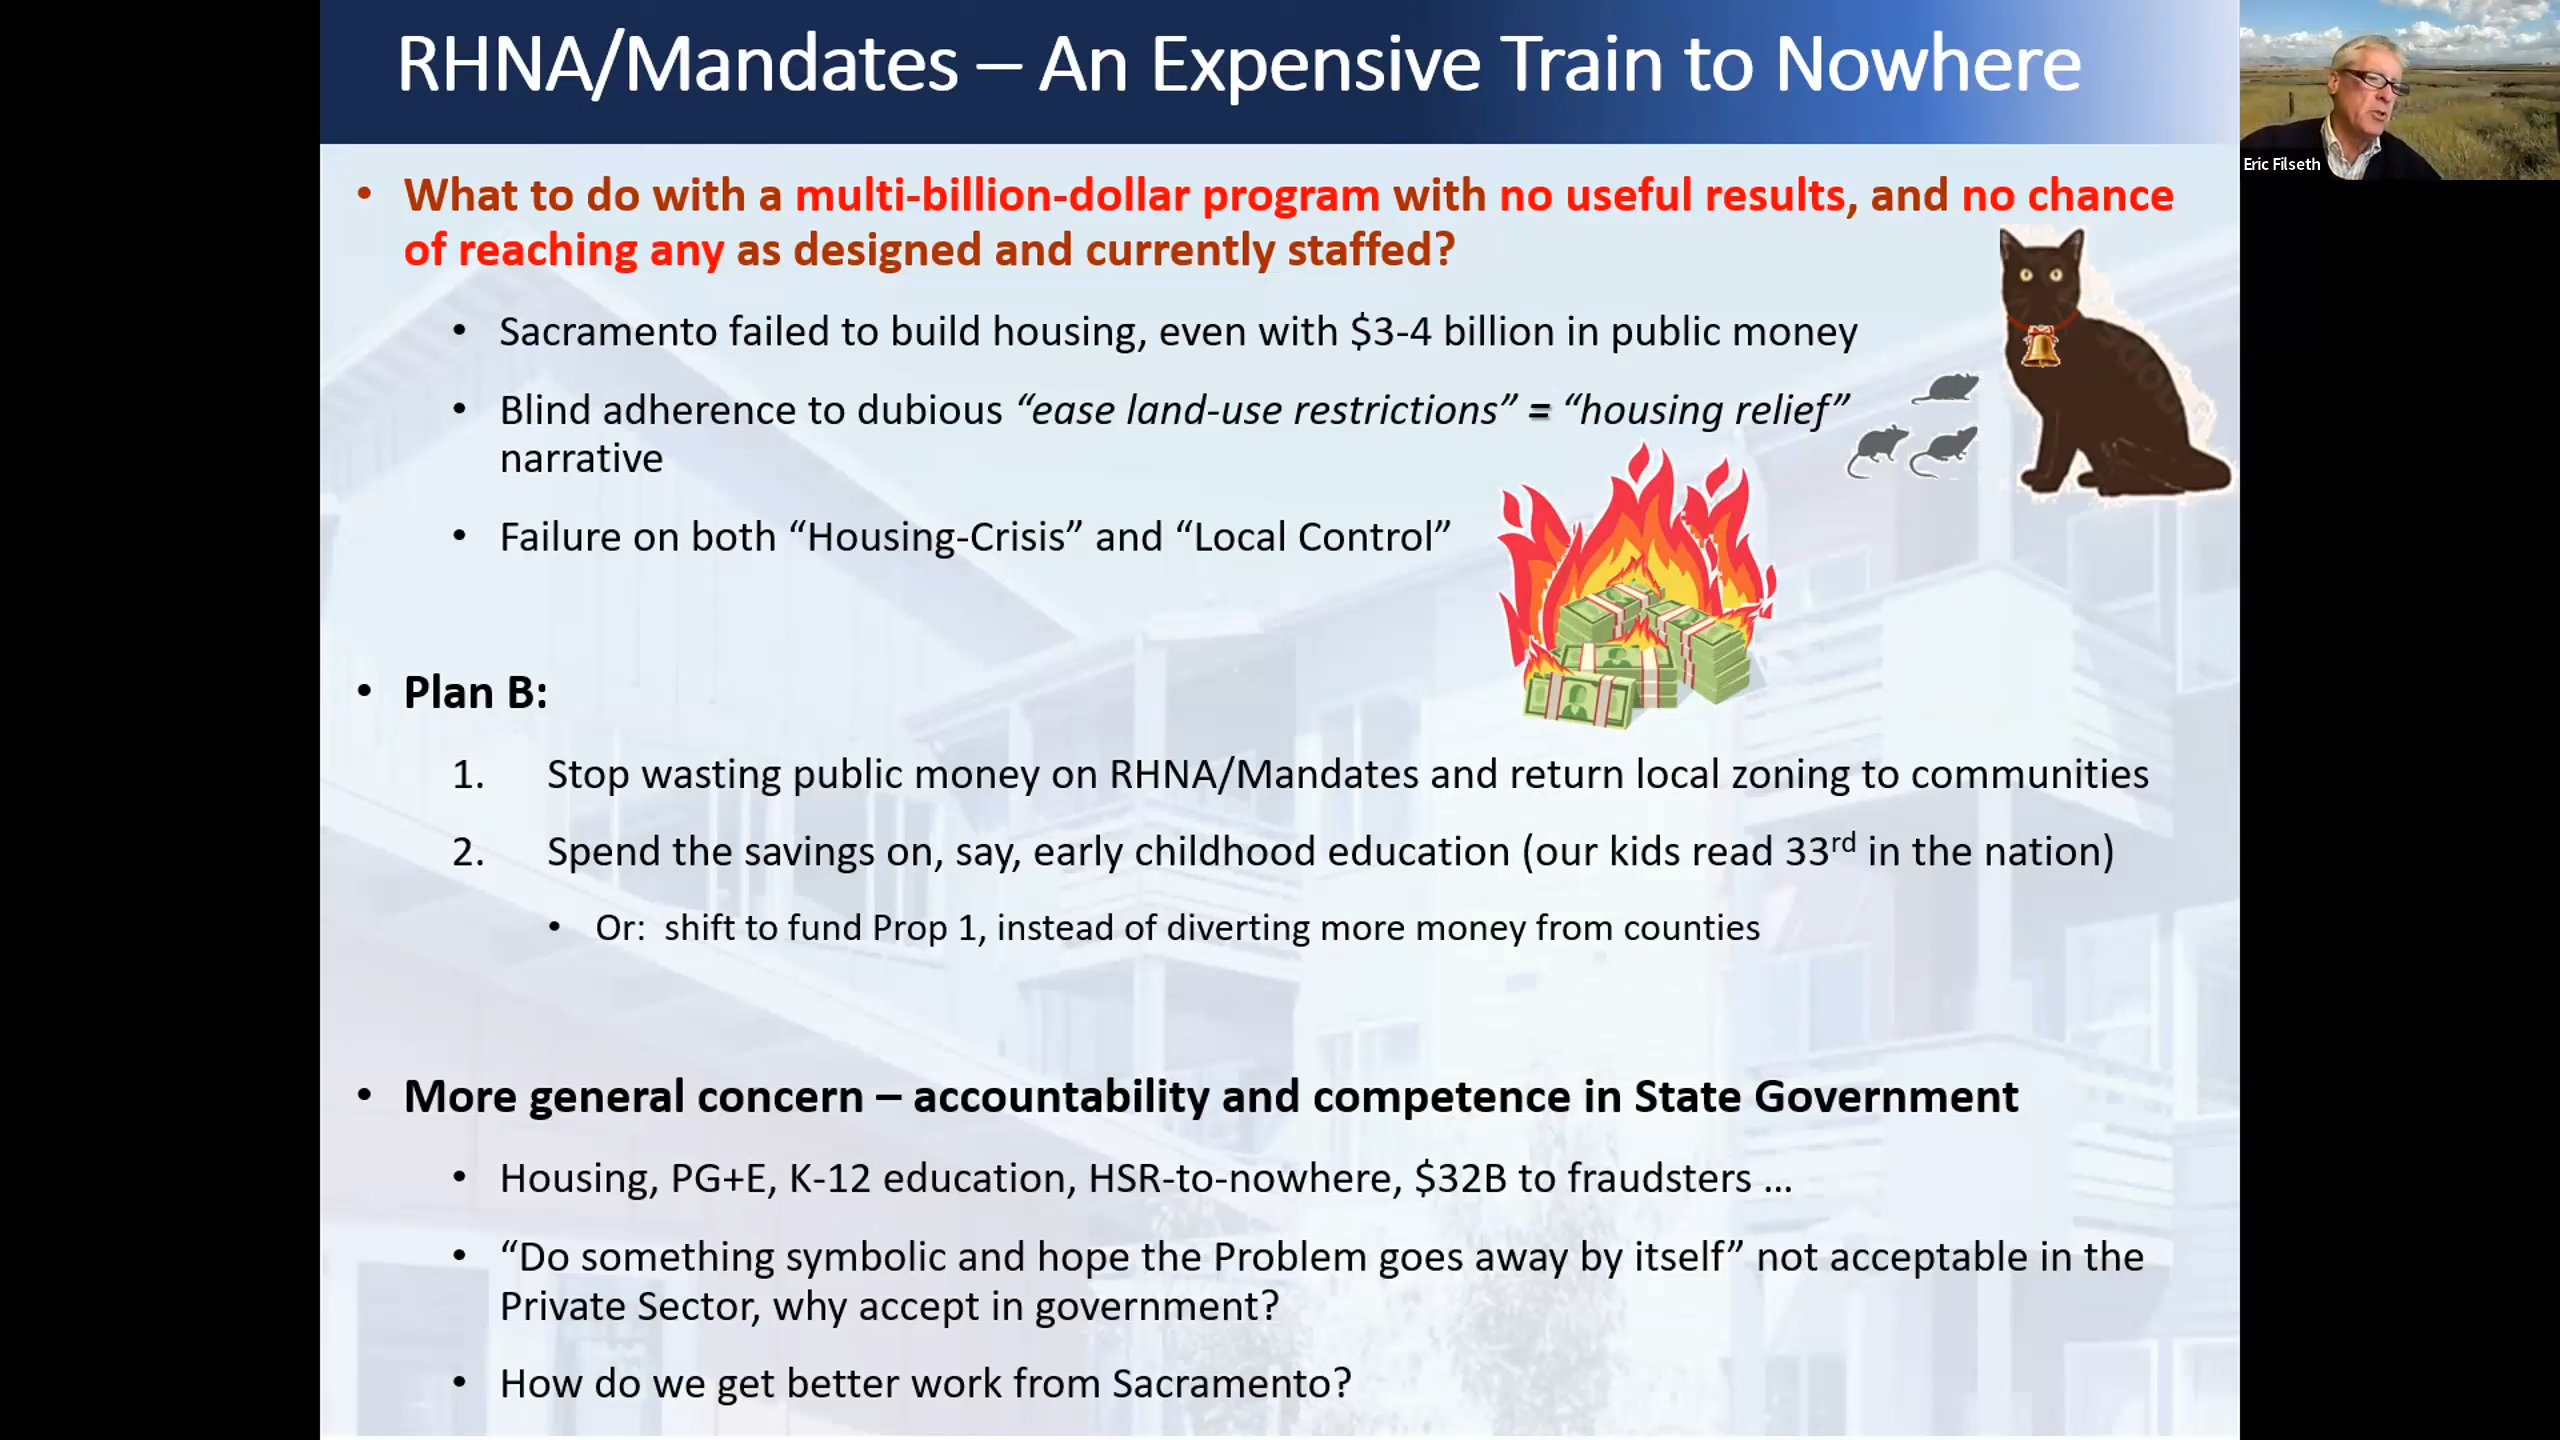 RHNA/Mandates – An Expensive Train to Nowhere
Eric Filseth
• What to do with a multi-billion-dollar program with no useful results, and no chance
of reaching any as designed and currently staffed?
• Sacramento failed to build housing, even with $3-4 billion in public money
• Blind adherence to dubious “ease land-use restrictions” = “housing relief”
narrative
• Failure on both “Housing-Crisis” and “Local Control”
• Plan B:
1. Stop wasting public money on RHNA/Mandates and return local zoning to communities
2. Spend the savings on, say, early childhood education (our kids read 33rd in the nation)
• Or: shift to fund Prop 1, instead of diverting more money from counties
• More general concern – accountability and competence in State Government
• Housing, PG+E, K-12 education, HSR-to-nowhere, $32B to fraudsters ...
• “Do something symbolic and hope the Problem goes away by itself” not acceptable in the
Private Sector, why accept in government?
• How do we get better work from Sacramento?